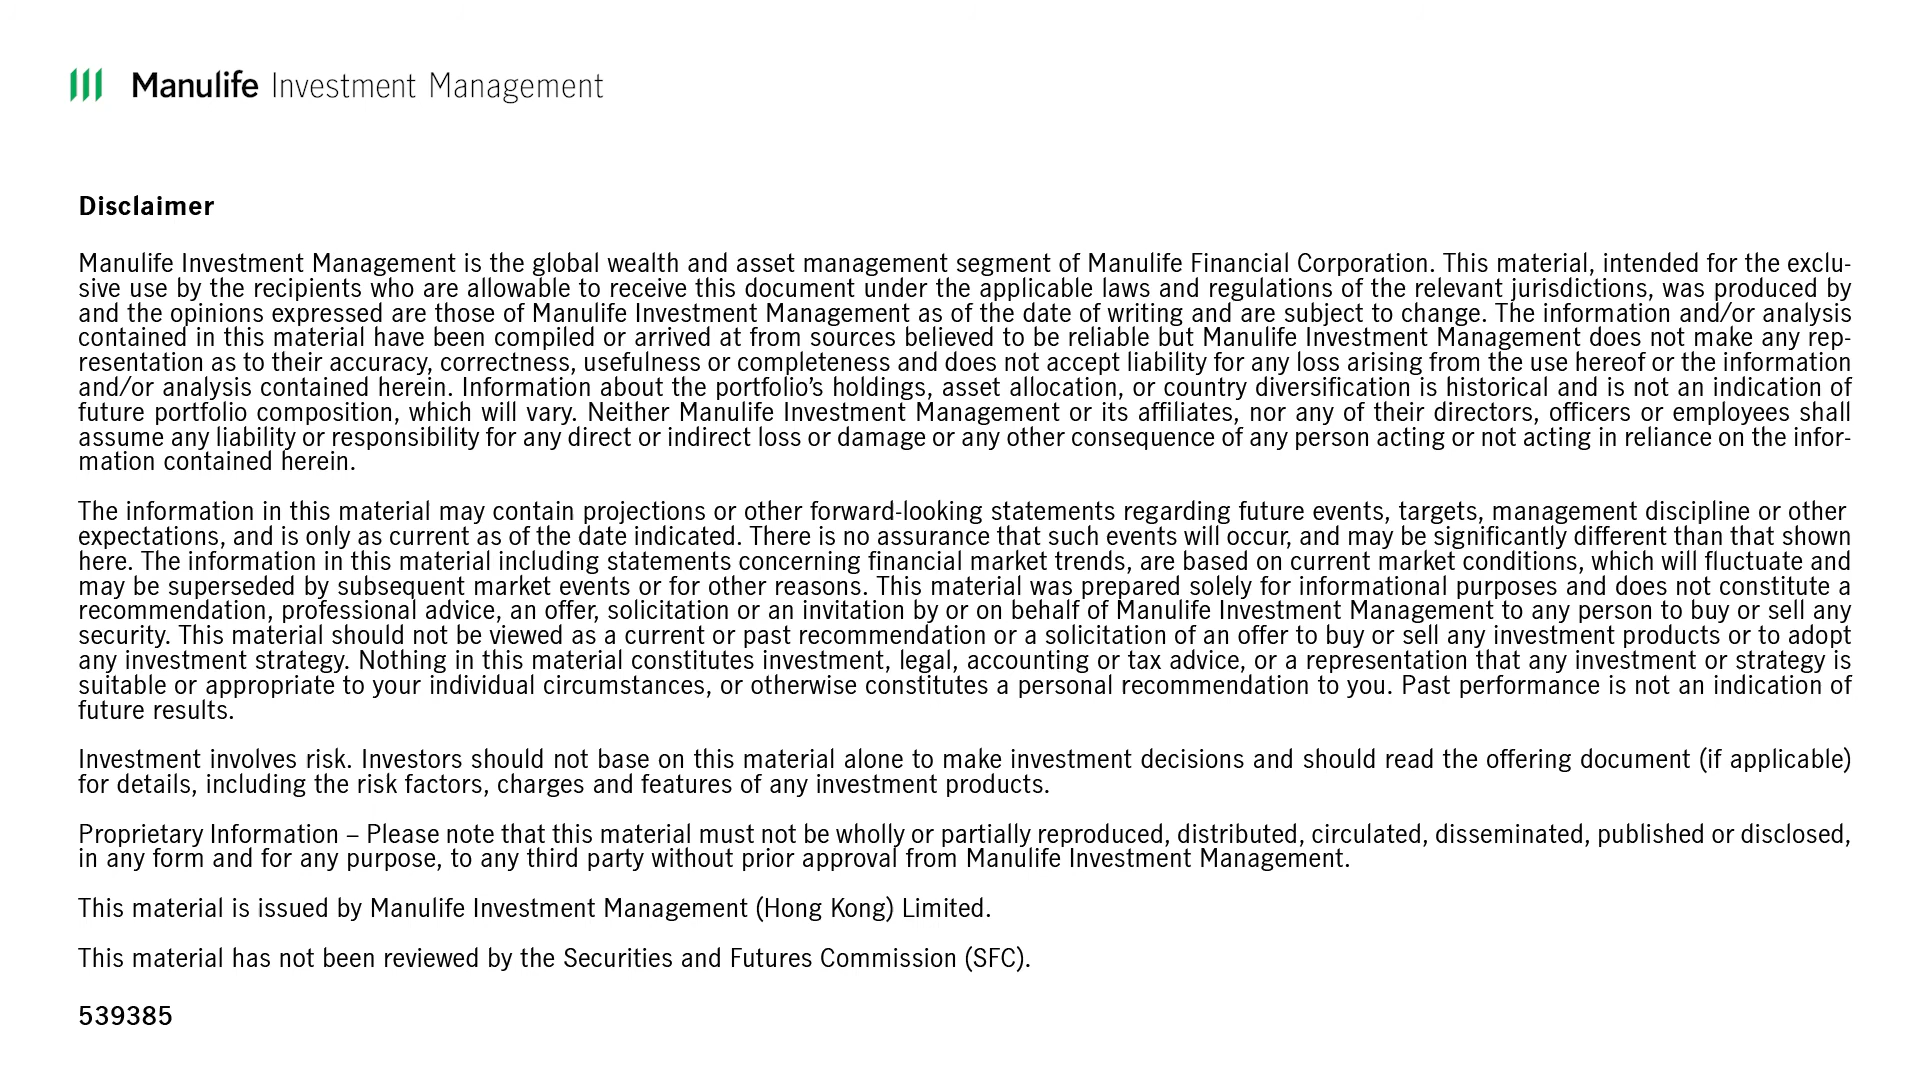 Manulife Investment Management
Disclaimer
Manulife Investment Management is the global wealth and asset management segment of Manulife Financial Corporation. This material, intended for the exclu-
sive use by the recipients who are allowable to receive this document under the applicable laws and regulations of the relevant jurisdictions, was produced by
and the opinions expressed are those of Manulife Investment Management as of the date of writing and are subject to change. The information and/or analysis
contained in this material have been compiled or arrived at from sources believed to be reliable but Manulife Investment Management does not make any rep-
resentation as to their accuracy, correctness, usefulness or completeness and does not accept liability for any loss arising from the use hereof or the information
and/or analysis contained herein. Information about the portfolio’s holdings, asset allocation, or country diversification is historical and is not an indication of
future portfolio composition, which will vary. Neither Manulife Investment Management or its affiliates, nor any of their directors, officers or employees shall
assume any liability or responsibility for any direct or indirect loss or damage or any other consequence of any person acting or not acting in reliance on the infor-
mation contained herein.
The information in this material may contain projections or other forward-looking statements regarding future events, targets, management discipline or other
expectations, and is only as current as of the date indicated. There is no assurance that such events will occur, and may be significantly different than that shown
here. The information in this material including statements concerning financial market trends, are based on current market conditions, which will fluctuate and
may be superseded by subsequent market events or for other reasons. This material was prepared solely for informational purposes and does not constitute a
recommendation, professional advice, an offer, solicitation or an invitation by or on behalf of Manulife Investment Management to any person to buy or sell any
security. This material should not be viewed as a current or past recommendation or a solicitation of an offer to buy or sell any investment products or to adopt
any investment strategy. Nothing in this material constitutes investment, legal, accounting or tax advice, or a representation that any investment or strategy is
suitable or appropriate to your individual circumstances, or otherwise constitutes a personal recommendation to you. Past performance is not an indication of
future results.
Investment involves risk. Investors should not base on this material alone to make investment decisions and should read the offering document (if applicable)
for details, including the risk factors, charges and features of any investment products.
Proprietary Information – Please note that this material must not be wholly or partially reproduced, distributed, circulated, disseminated, published or disclosed,
in any form and for any purpose, to any third party without prior approval from Manulife Investment Management.
This material is issued by Manulife Investment Management (Hong Kong) Limited.
This material has not been reviewed by the Securities and Futures Commission (SFC).
539385